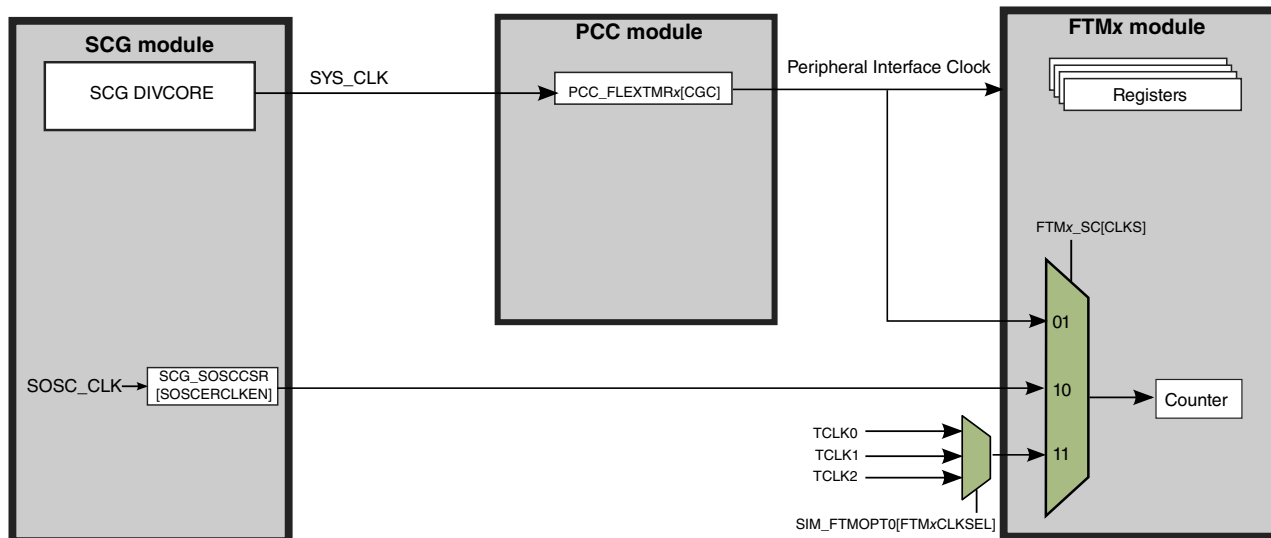 SCG module
PCC module
FTMx module
SCG DIVCORE
SYS_CLK
PCC_FLEXTMRx[CGC]
Peripheral Interface Clock
Registers
FTMx_SC[CLKS]
01
SOSC_CLK
SCG_SOSCCSR
[SOSCERCLKEN]
10
Counter
TCLK0
TCLK1
TCLK2
11
SIM_FTMOPT0[FTMxCLKSEL]